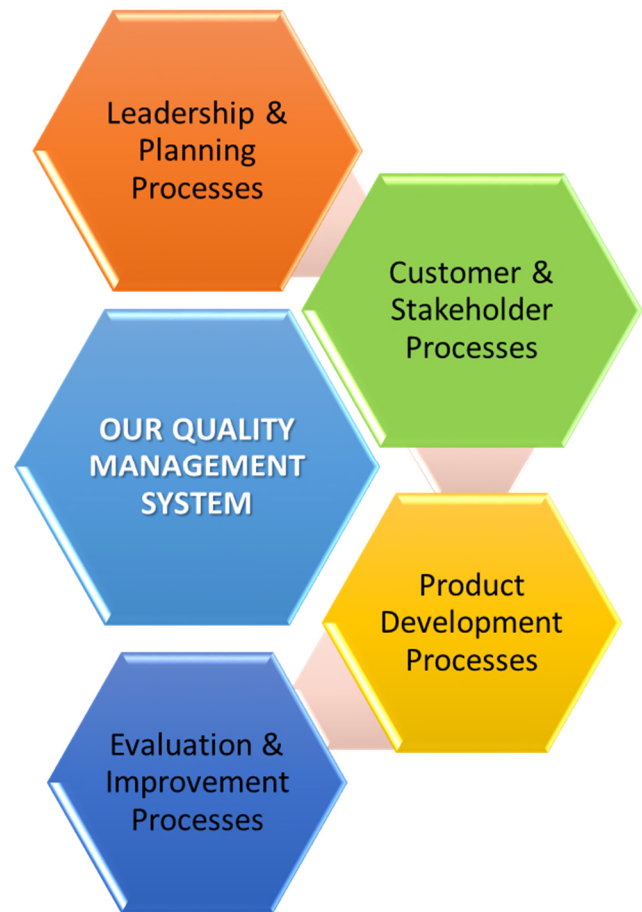 Leadership &
Planning
Processes
Customer &
Stakeholder
Processes
OUR QUALITY
MANAGEMENT
SYSTEM
Product
Development
Processes
Evaluation &
Improvement
Processes